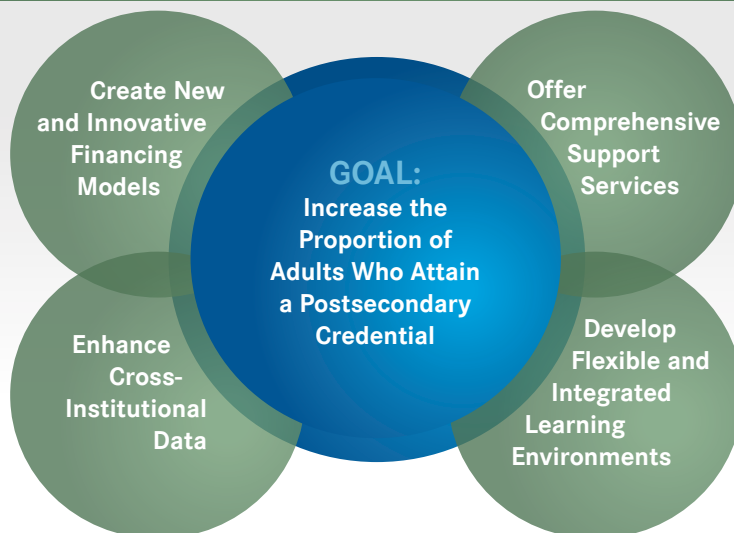 Create New
and Innovative
Financing
Models
Offer
Comprehensive
Support
Services
GOAL:
Increase the
Proportion of
Adults Who Attain
a Postsecondary
Credential
Enhance
Cross-
Institutional
Data
Develop
Flexible and
Integrated
Learning
Environments